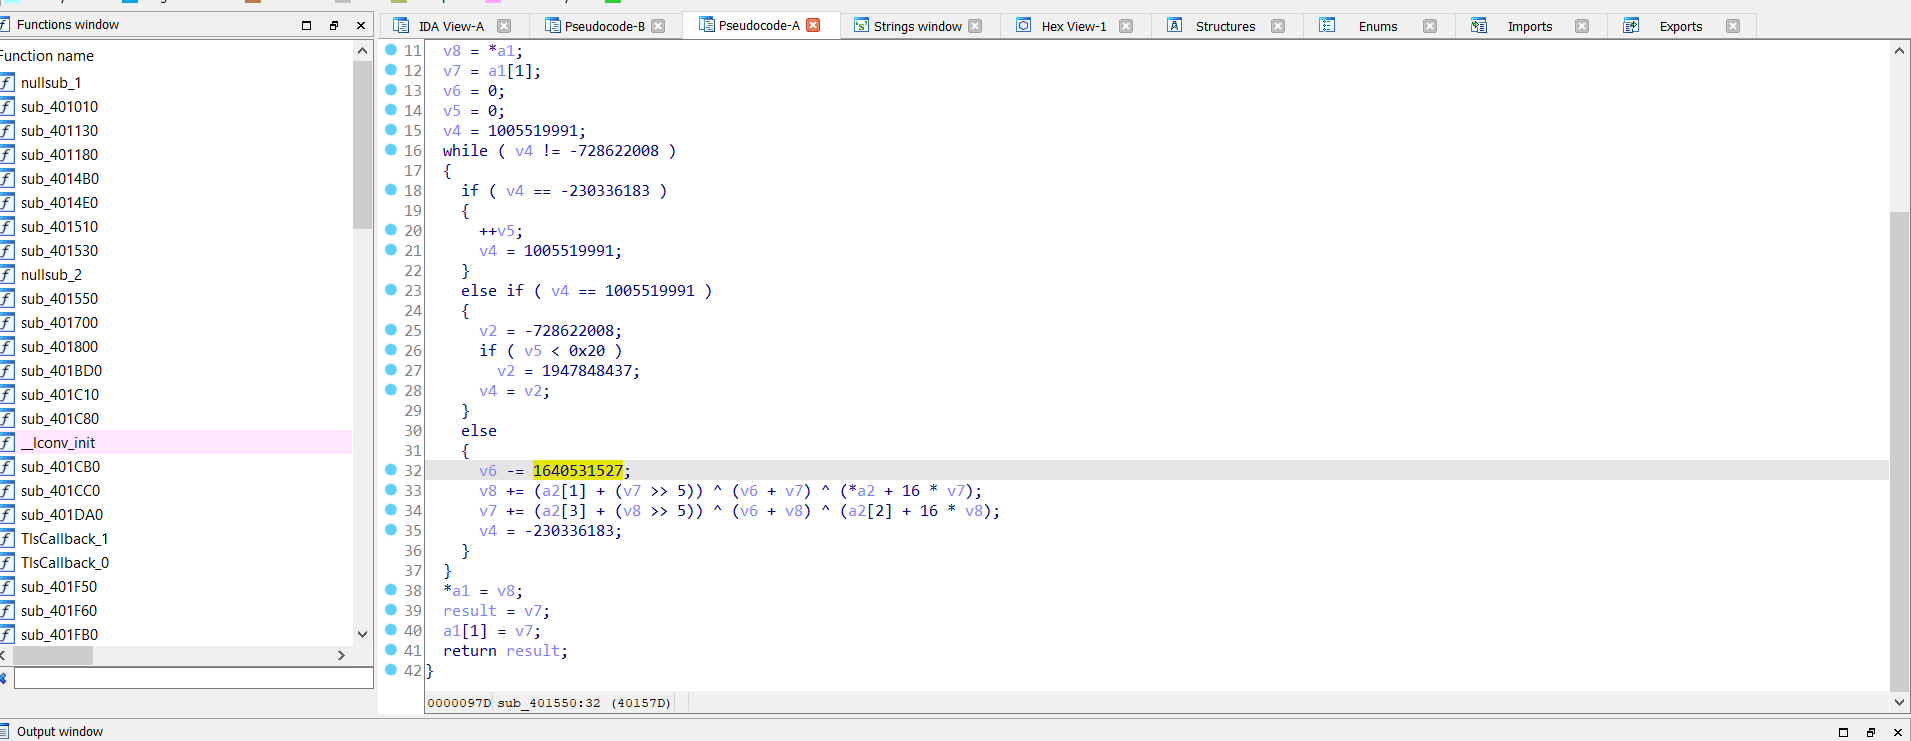 Functions window
IDA View-A
Pseudocode-B
Pseudocode-A
Strings window
Hex View-1
Structures
Enums
Imports
Exports
Function name
nullsub_1
sub_401010
sub_401130
sub_401180
sub_4014B0
sub_4014E0
sub_401510
sub_401530
nullsub_2
sub_401550
sub_401700
sub_401800
sub_401BD0
sub_401C10
sub_401C80
__lconv_init
sub_401CB0
sub_401CC0
sub_401DA0
TlsCallback_1
TlsCallback_0
sub_401F50
sub_401F60
sub_401FB0
11 v8 = *a1;
12 v7 = a1[1];
13 v6 = 0;
14 v5 = 0;
15 v4 = 1005519991;
16 while ( v4 != -728622008 )
17 {
18 if ( v4 == -230336183 )
19 {
20 ++v5;
21 v4 = 1005519991;
22 }
23 else if ( v4 == 1005519991 )
24 {
25 v2 = -728622008;
26 if ( v5 < 0x20 )
27 v2 = 1947848437;
28 v4 = v2;
29 }
30 else
31 {
32 v6 -= 1640531527;
33 v8 += (a2[1] + (v7 >> 5)) ^ (v6 + v7) ^ (*a2 + 16 * v7);
34 v7 += (a2[3] + (v8 >> 5)) ^ (v6 + v8) ^ (a2[2] + 16 * v8);
35 v4 = -230336183;
36 }
37 }
38 *a1 = v8;
39 result = v7;
40 a1[1] = v7;
41 return result;
42 }
0000097D sub_401550:32 (40157D)
Output window